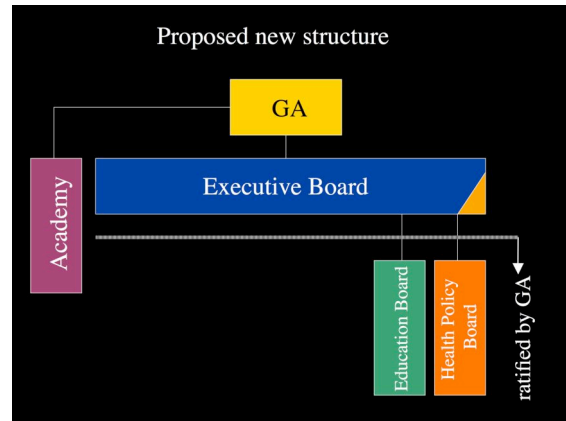 Proposed new structure
GA
Executive Board
Academy
Education Board
Health Policy
Board
ratified by GA